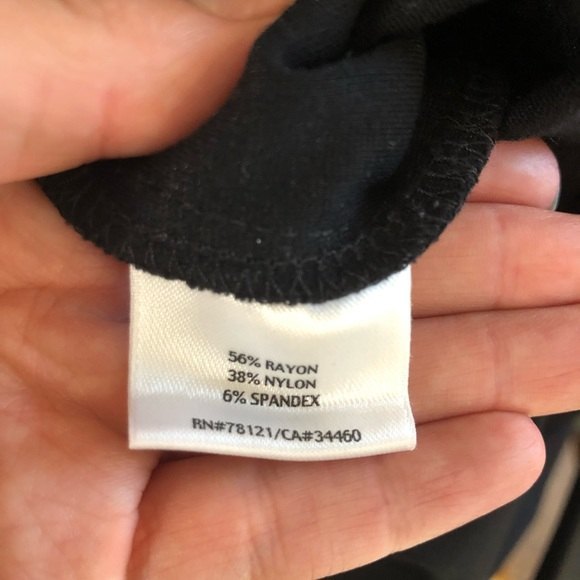 56% RAYON
38% NYLON
6% SPANDEX
RN#78121/CA#34460